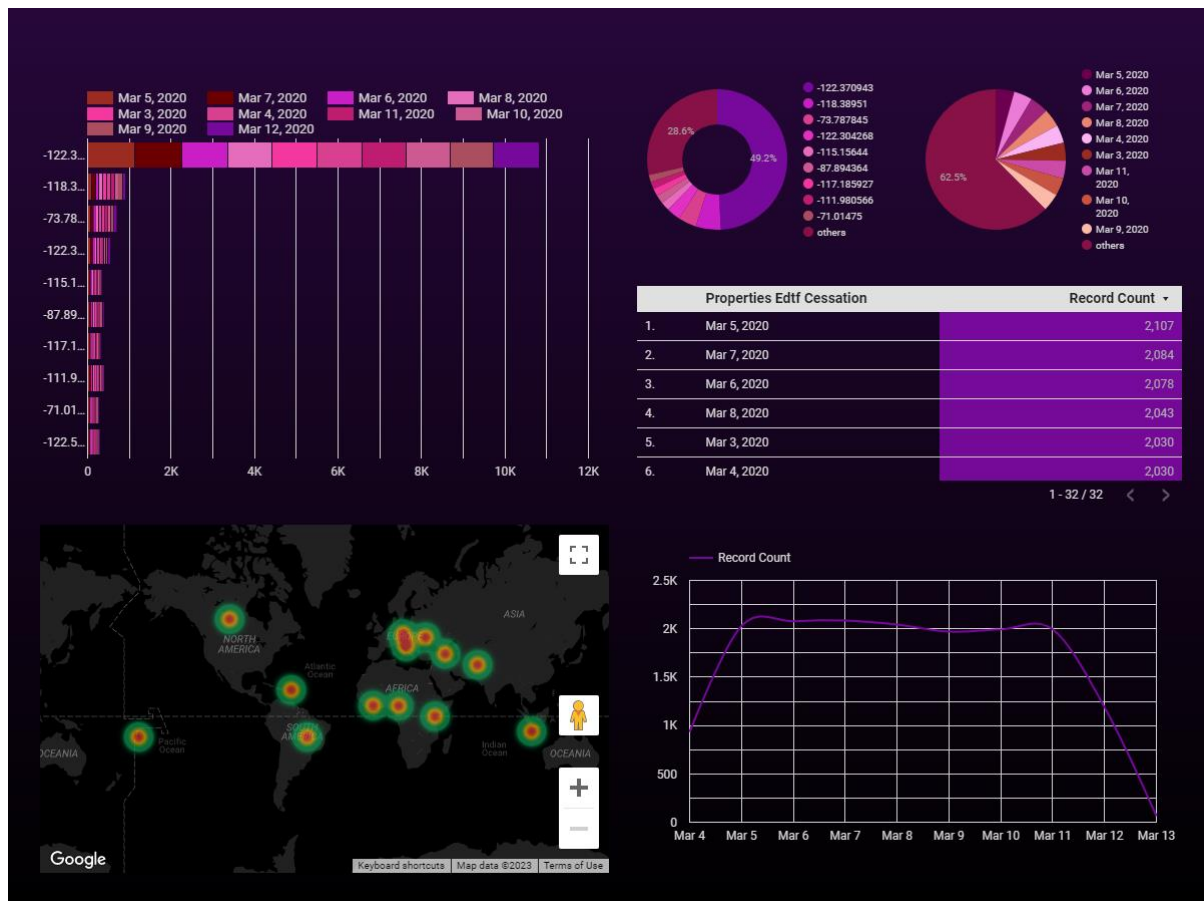 Mar 5, 2020 Mar 7, 2020 Mar 6, 2020 Mar 8, 2020
Mar 3, 2020 Mar 4, 2020 Mar 11, 2020 Mar 10, 2020
Mar 9, 2020 Mar 12, 2020
-122.3...
-118.3...
-73.78...
-122.3...
-115.1...
-87.89...
-117.1...
-111.9...
-71.01...
-122.5...
0 2K 4K 6K 8K 10K 12K
28.6%
49.2%
-122.370943
-118.38951
-73.787845
-122.304268
-115.15644
-87.894364
-117.185927
-111.980566
-71.01475
others
62.5%
Mar 5, 2020
Mar 6, 2020
Mar 7, 2020
Mar 8, 2020
Mar 4, 2020
Mar 3, 2020
Mar 11,
2020
Mar 10,
2020
Mar 9, 2020
others
Properties Edtf Cessation Record Count
1. Mar 5, 2020 2,107
2. Mar 7, 2020 2,084
3. Mar 6, 2020 2,078
4. Mar 8, 2020 2,043
5. Mar 3, 2020 2,030
6. Mar 4, 2020 2,030
1 - 32 / 32
ASIA
NORTH
AMERICA
Atlantic
Ocean
AFRICA
OCEANIA
Pacific
Ocean
Indian
Ocean
OCEANIA
Google
Keyboard shortcuts Map data ©2023 Terms of Use
Record Count
2.5K
2K
1.5K
1K
500
0
Mar 4 Mar 5 Mar 6 Mar 7 Mar 8 Mar 9 Mar 10 Mar 11 Mar 12 Mar 13